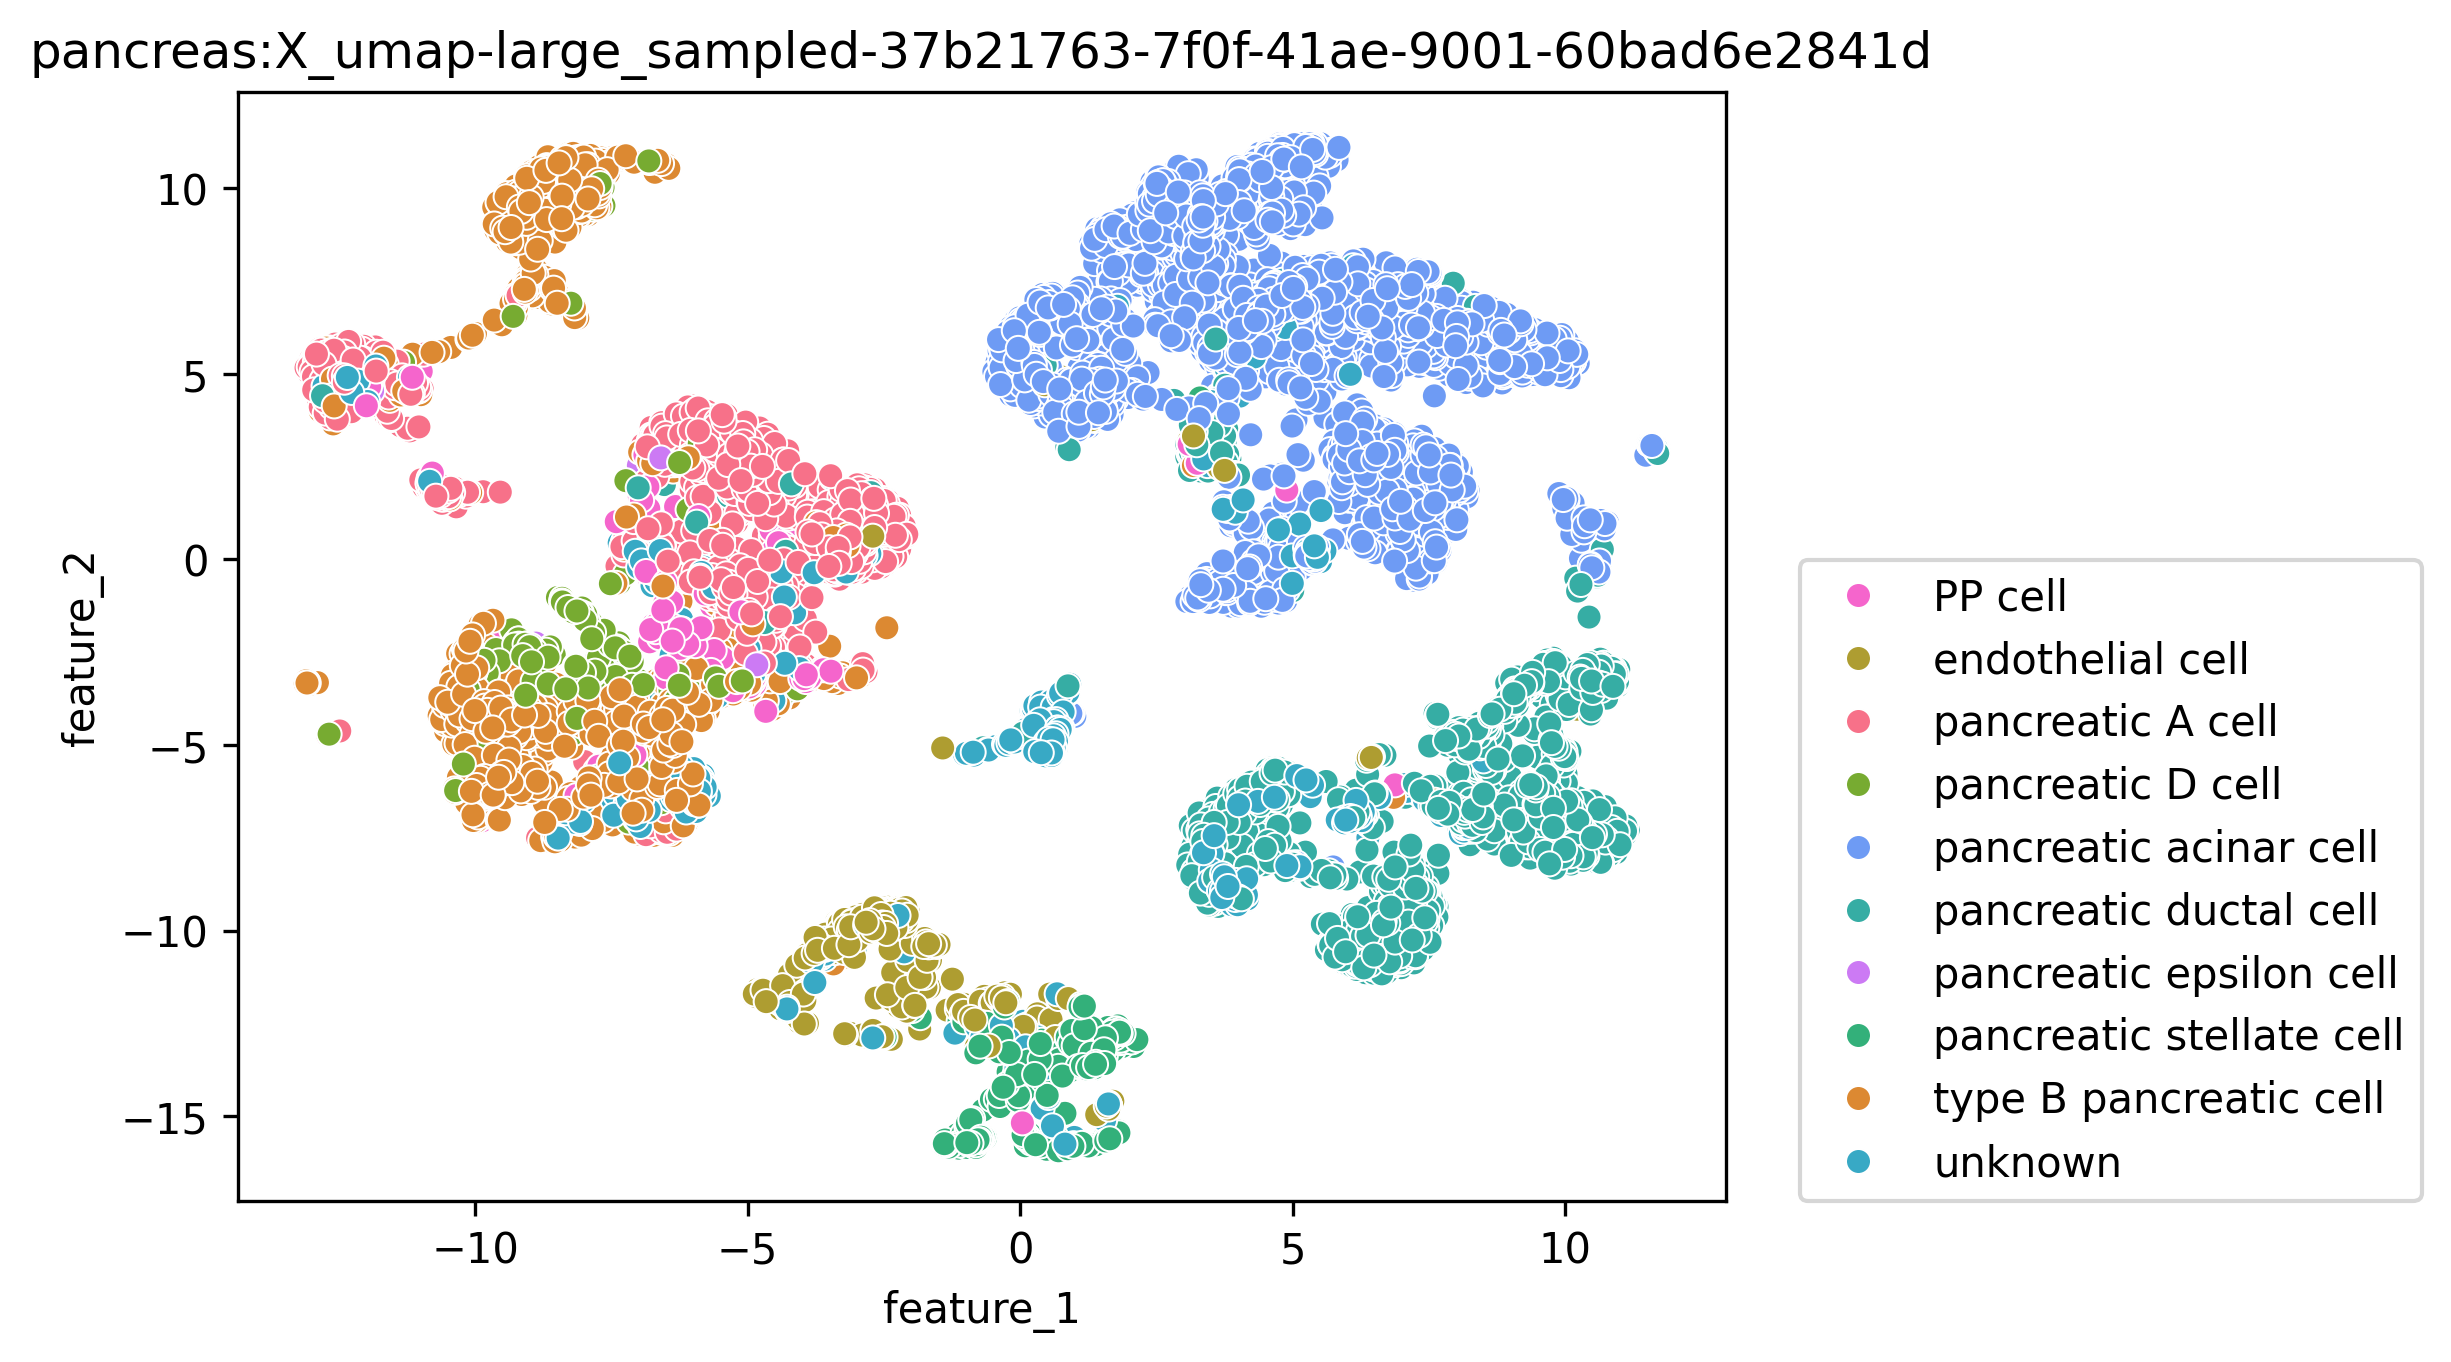 pancreas:X_umap-large_sampled-37b21763-7f0f-41ae-9001-60bad6e2841d
10
5
0
−5
−10
−15
feature_2
−10 −5 0 5 10
feature_1
PP cell
endothelial cell
pancreatic A cell
pancreatic D cell
pancreatic acinar cell
pancreatic ductal cell
pancreatic epsilon cell
pancreatic stellate cell
type B pancreatic cell
unknown